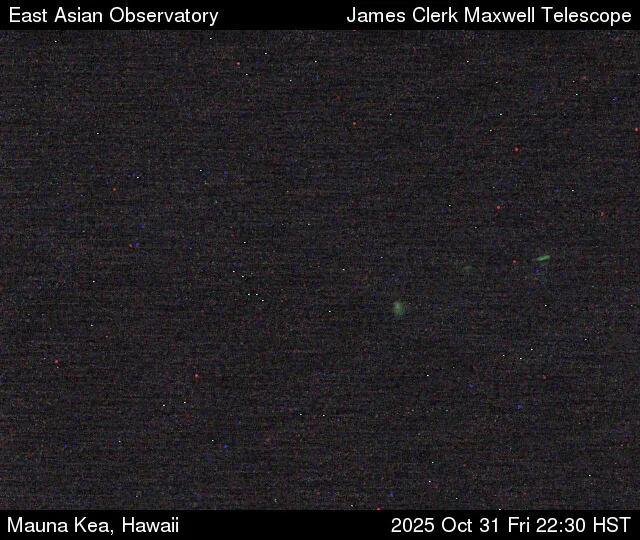 East Asian Observatory
James Clerk Maxwell Telescope
Mauna Kea, Hawaii
2025 Oct 31 Fri 22:30 HST